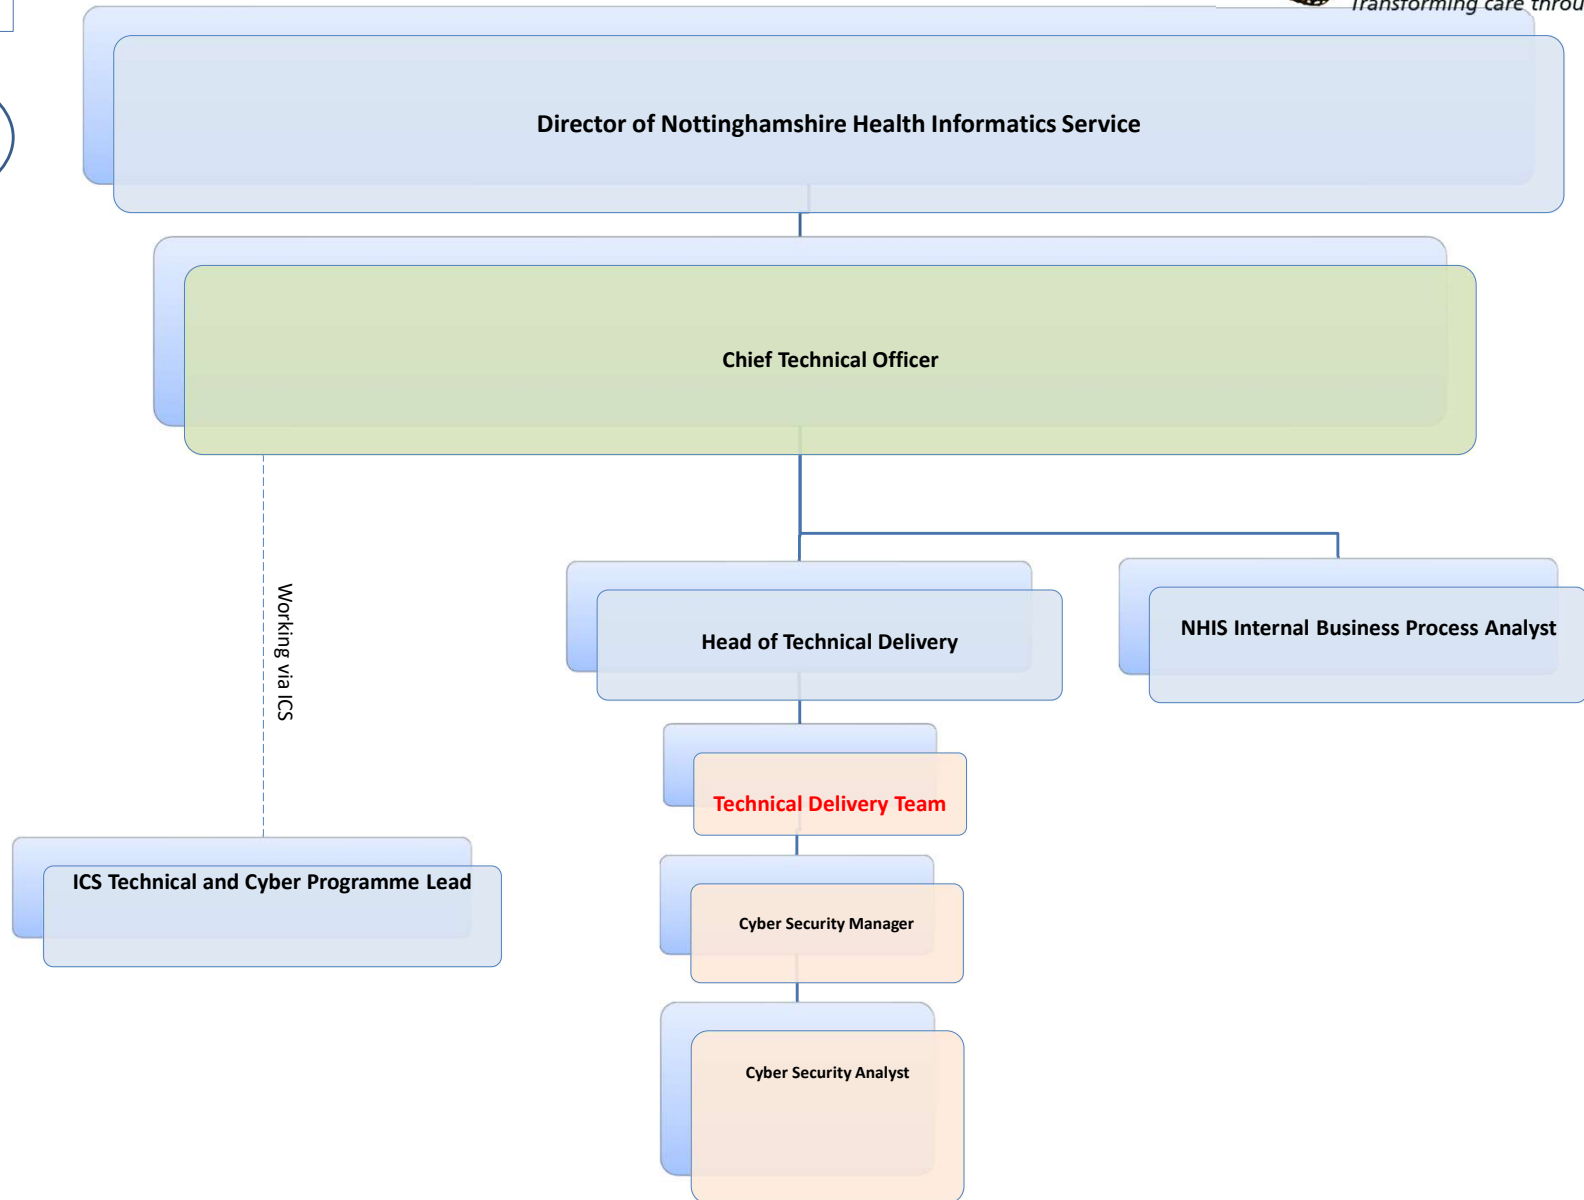 Transforming care throu
Director of Nottinghamshire Health Informatics Service
Chief Technical Officer
Working via ICS
Head of Technical Delivery
NHIS Internal Business Process Analyst
Technical Delivery Team
ICS Technical and Cyber Programme Lead
Cyber Security Manager
Cyber Security Analyst